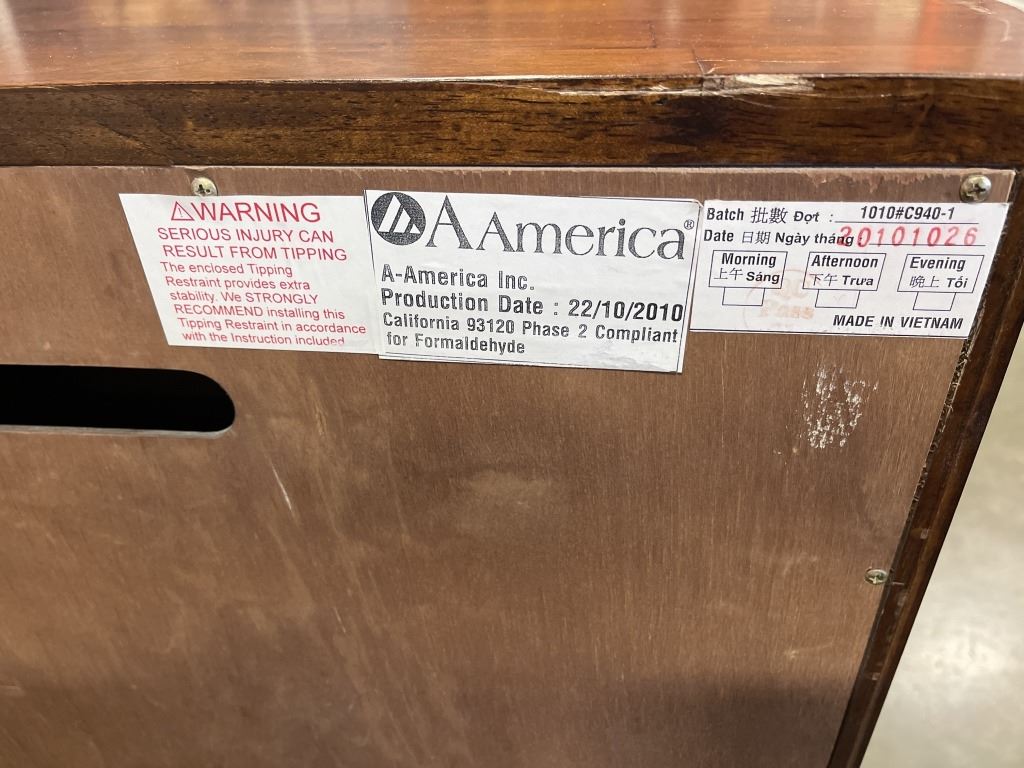 WARNING
SERIOUS INJURY CAN
RESULT FROM TIPPING
The enclosed Tipping
Restraint provides extra
stability. We STRONGLY
RECOMMEND installing this
Tipping Restraint in accordance
with the Instruction included
AAmerica®
A-America Inc.
Production Date : 22/10/2010
California 93120 Phase 2 Compliant
for Formaldehyde
Batch 批數 Đợt : 1010#C940-1
Date 日期 Ngày tháng : 20101026
Morning Afternoon Evening
上午 Sáng 下午 Trưa 晚上 Tối
QC
Pass
MADE IN VIETNAM